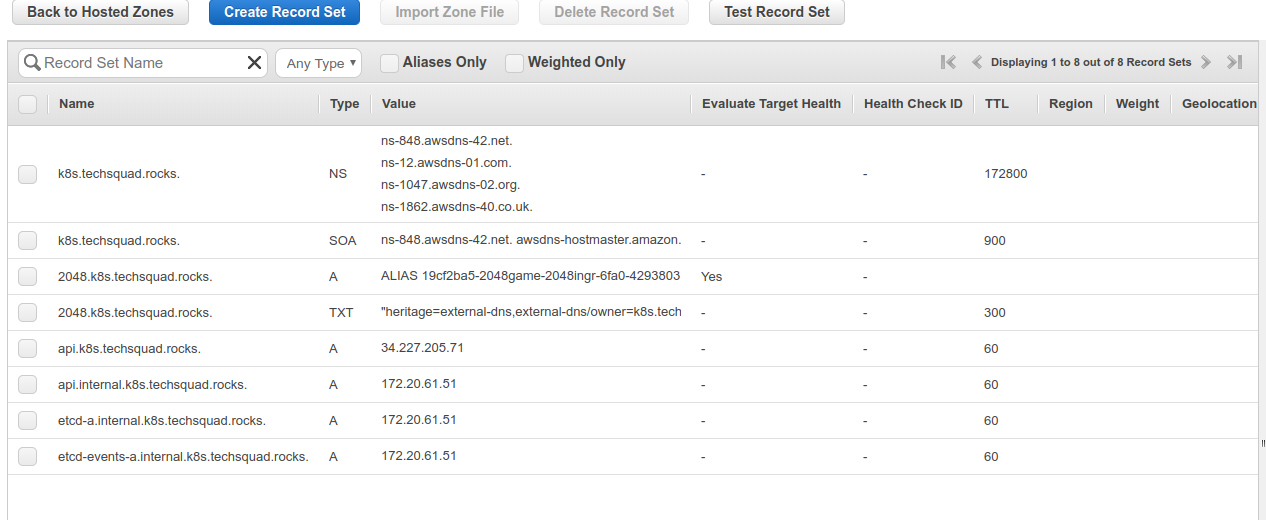 Back to Hosted Zones Create Record Set Import Zone File Delete Record Set Test Record Set
Record Set Name Any Type Aliases Only Weighted Only Displaying 1 to 8 out of 8 Record Sets
Name Type Value Evaluate Target Health Health Check ID TTL Region Weight Geolocation
ns-848.awsdns-42.net.
ns-12.awsdns-01.com.
k8s.techsquad.rocks. NS - - 172800
ns-1047.awsdns-02.org.
ns-1862.awsdns-40.co.uk.
k8s.techsquad.rocks. SOA ns-848.awsdns-42.net. awsdns-hostmaster.amazon. - - 900
2048.k8s.techsquad.rocks. A ALIAS 19cf2ba5-2048game-2048ingr-6fa0-4293803 Yes -
2048.k8s.techsquad.rocks. TXT "heritage=external-dns,external-dns/owner=k8s.tech - - 300
api.k8s.techsquad.rocks. A 34.227.205.71 - - 60
api.internal.k8s.techsquad.rocks. A 172.20.61.51 - - 60
etcd-a.internal.k8s.techsquad.rocks. A 172.20.61.51 - - 60
etcd-events-a.internal.k8s.techsquad.rocks. A 172.20.61.51 - - 60